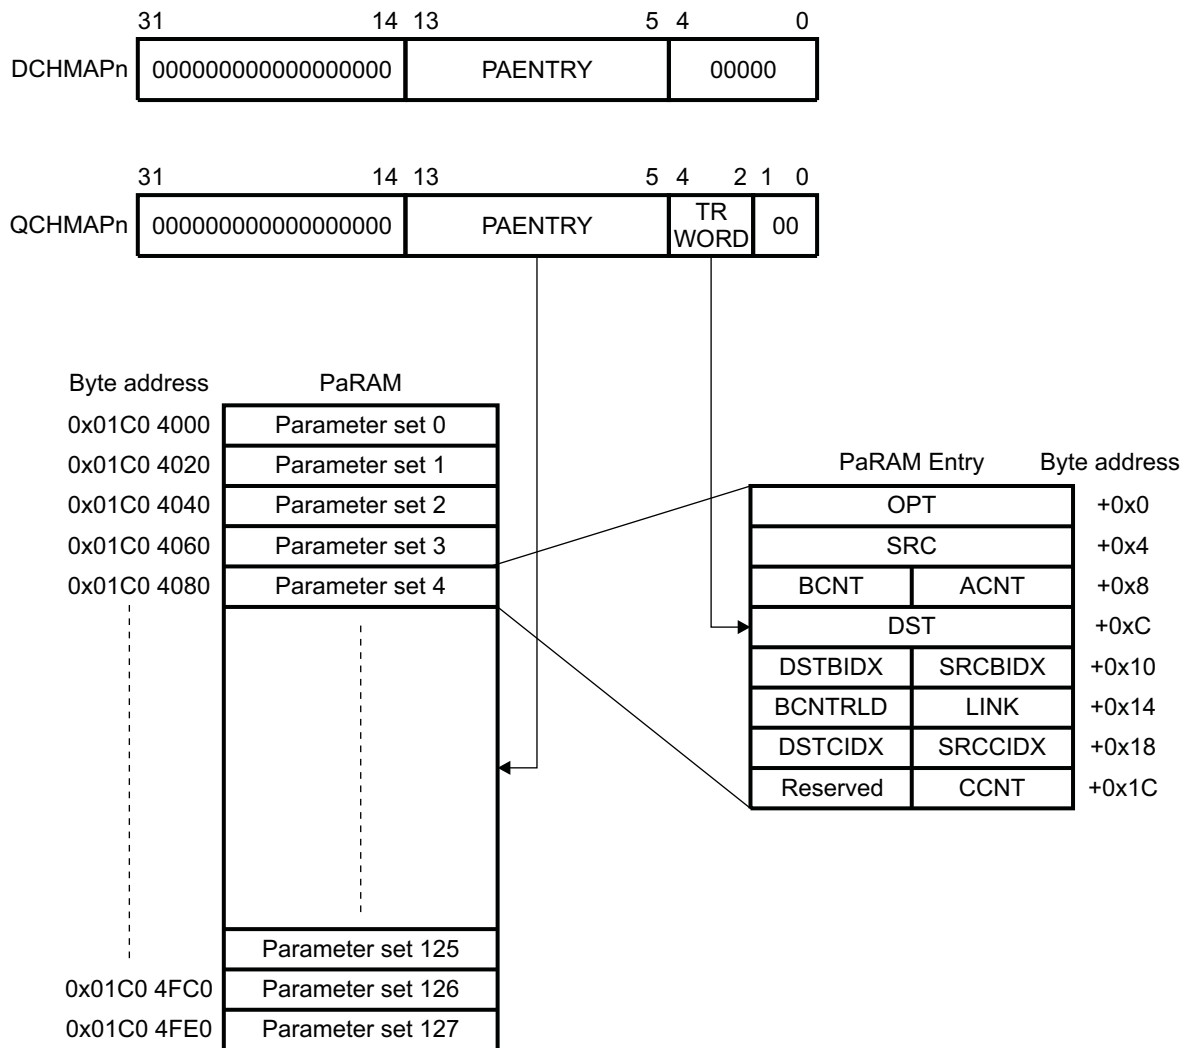 31 14 13 5 4 0
DCHMAPn 000000000000000000 PAENTRY 00000
31 14 13 5 4 2 1 0
QCHMAPn 000000000000000000 PAENTRY TR WORD 00
Byte address PaRAM
0x01C0 4000 Parameter set 0
0x01C0 4020 Parameter set 1
0x01C0 4040 Parameter set 2
0x01C0 4060 Parameter set 3
0x01C0 4080 Parameter set 4
Parameter set 125
0x01C0 4FC0 Parameter set 126
0x01C0 4FE0 Parameter set 127
PaRAM Entry Byte address
OPT +0x0
SRC +0x4
BCNT ACNT +0x8
DST +0xC
DSTBIDX SRCBIDX +0x10
BCNTRLD LINK +0x14
DSTCIDX SRCCIDX +0x18
Reserved CCNT +0x1C